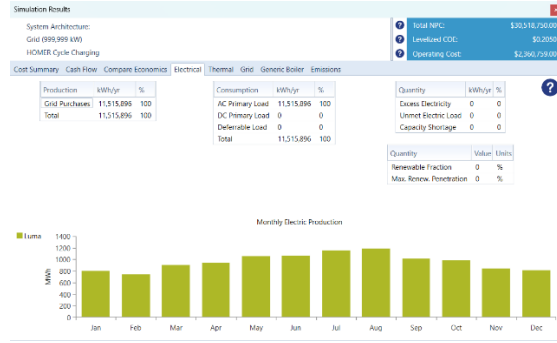 Simulation Results
System Architecture:
Grid (999,999 kW)
HOMER Cycle Charging
Total NPC: $30,518,750.00
Levelized COE: $0.2050
Operating Cost: $2,360,759.00
Cost Summary Cash Flow Compare Economics Electrical Thermal Grid Generic Boiler Emissions
Production kWh/yr %
Grid Purchases 11,515,896 100
Total 11,515,896 100
Consumption kWh/yr %
AC Primary Load 11,515,896 100
DC Primary Load 0 0
Deferrable Load 0 0
Total 11,515,896 100
Quantity kWh/yr %
Excess Electricity 0 0
Unmet Electric Load 0 0
Capacity Shortage 0 0
Quantity Value Units
Renewable Fraction 0 %
Max. Renew. Penetration 0 %
Monthly Electric Production
Luma
MWh
1400
1200
1000
800
600
400
200
0
Jan Feb Mar Apr May Jun Jul Aug Sep Oct Nov Dec